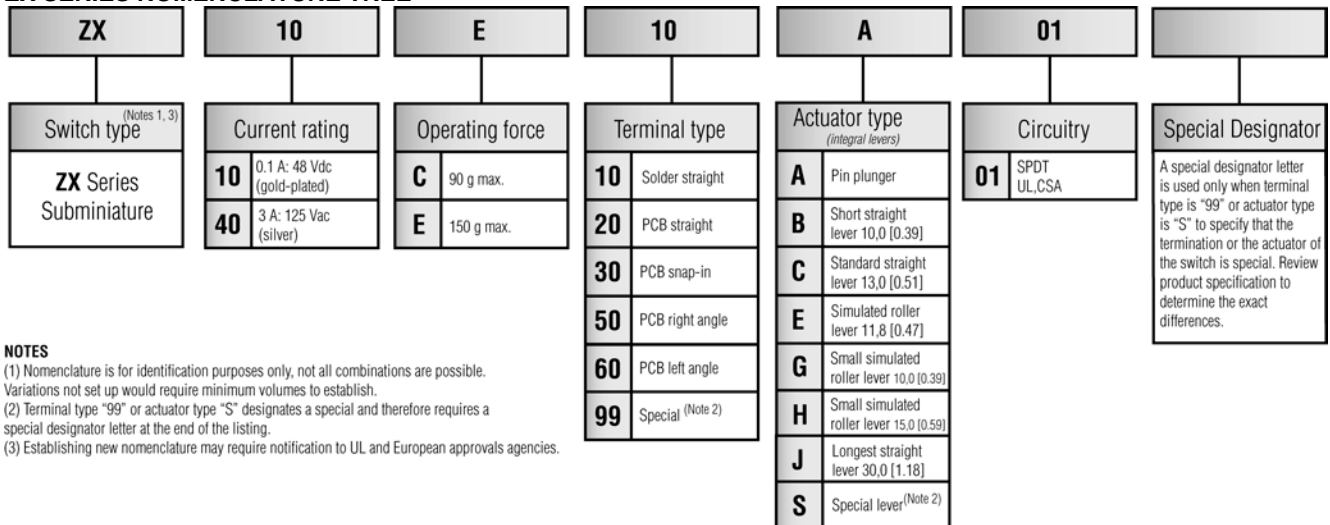 ZX SERIES NOMENCLATURE TREE
ZX 10 E 10 A 01
Switch type (Notes 1, 3)
ZX Series
Subminiature
Current rating
10 0.1 A: 48 Vdc
(gold-plated)
40 3 A: 125 Vac
(silver)
Operating force
C 90 g max.
E 150 g max.
Terminal type
10 Solder straight
20 PCB straight
30 PCB snap-in
50 PCB right angle
60 PCB left angle
99 Special (Note 2)
Actuator type
(integral levers)
A Pin plunger
B Short straight
lever 10,0 [0.39]
C Standard straight
lever 13,0 [0.51]
E Simulated roller
lever 11,8 [0.47]
G Small simulated
roller lever 10,0 [0.39]
H Small simulated
roller lever 15,0 [0.59]
J Longest straight
lever 30,0 [1.18]
S Special lever (Note 2)
Circuitry
01 SPDT
UL,CSA
Special Designator
A special designator letter
is used only when terminal
type is “99” or actuator type
is “S” to specify that the
termination or the actuator of
the switch is special. Review
product specification to
determine the exact
differences.
NOTES
(1) Nomenclature is for identification purposes only, not all combinations are possible.
Variations not set up would require minimum volumes to establish.
(2) Terminal type “99” or actuator type “S” designates a special and therefore requires a
special designator letter at the end of the listing.
(3) Establishing new nomenclature may require notification to UL and European approvals agencies.